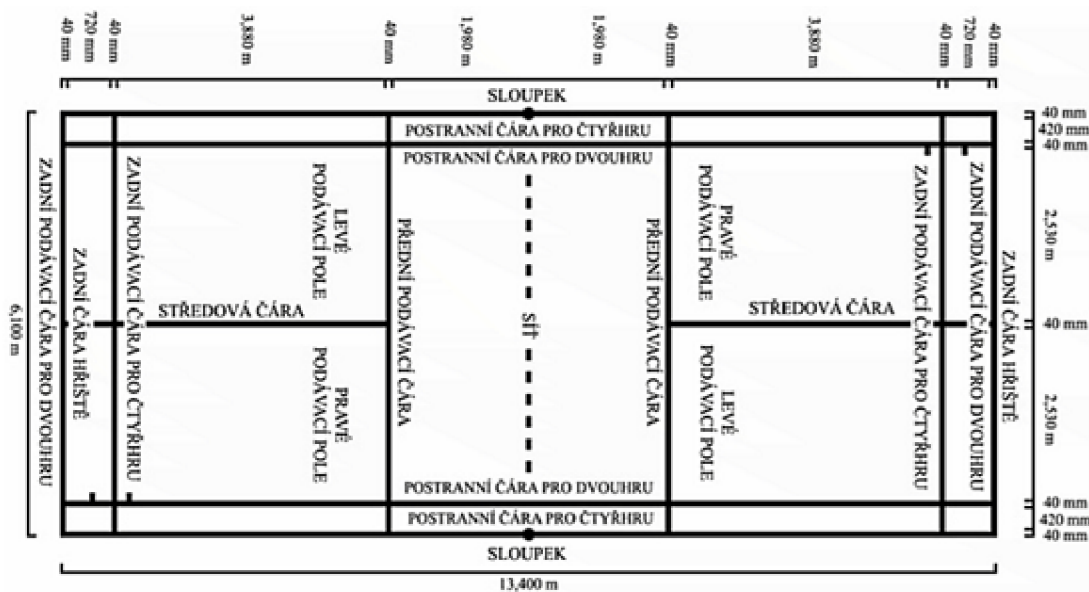 40 mm
720 mm
40 mm
3,880 m
40 mm
1,980 m
1,980 m
40 mm
3,880 m
40 mm
720 mm
40 mm
SLOUPEK
POSTRANNÍ ČÁRA PRO ČTYŘHRU
POSTRANNÍ ČÁRA PRO DVOUHRU
40 mm
420 mm
40 mm
2,530 m
40 mm
2,530 m
40 mm
420 mm
40 mm
6,100 m
ZADNÍ PODÁVACÍ ČÁRA PRO DVOUHRU
ZADNÍ ČÁRA HŘIŠTĚ
ZADNÍ PODÁVACÍ ČÁRA PRO ČTYŘHRU
LEVÉ
PODÁVACÍ POLE
STŘEDOVÁ ČÁRA
PRAVÉ
PODÁVACÍ POLE
PŘEDNÍ PODÁVACÍ ČÁRA
SÍŤ
PŘEDNÍ PODÁVACÍ ČÁRA
PRAVÉ
PODÁVACÍ POLE
STŘEDOVÁ ČÁRA
LEVÉ
PODÁVACÍ POLE
ZADNÍ PODÁVACÍ ČÁRA PRO ČTYŘHRU
ZADNÍ PODÁVACÍ ČÁRA PRO DVOUHRU
ZADNÍ ČÁRA HŘIŠTĚ
POSTRANNÍ ČÁRA PRO DVOUHRU
POSTRANNÍ ČÁRA PRO ČTYŘHRU
SLOUPEK
13,400 m